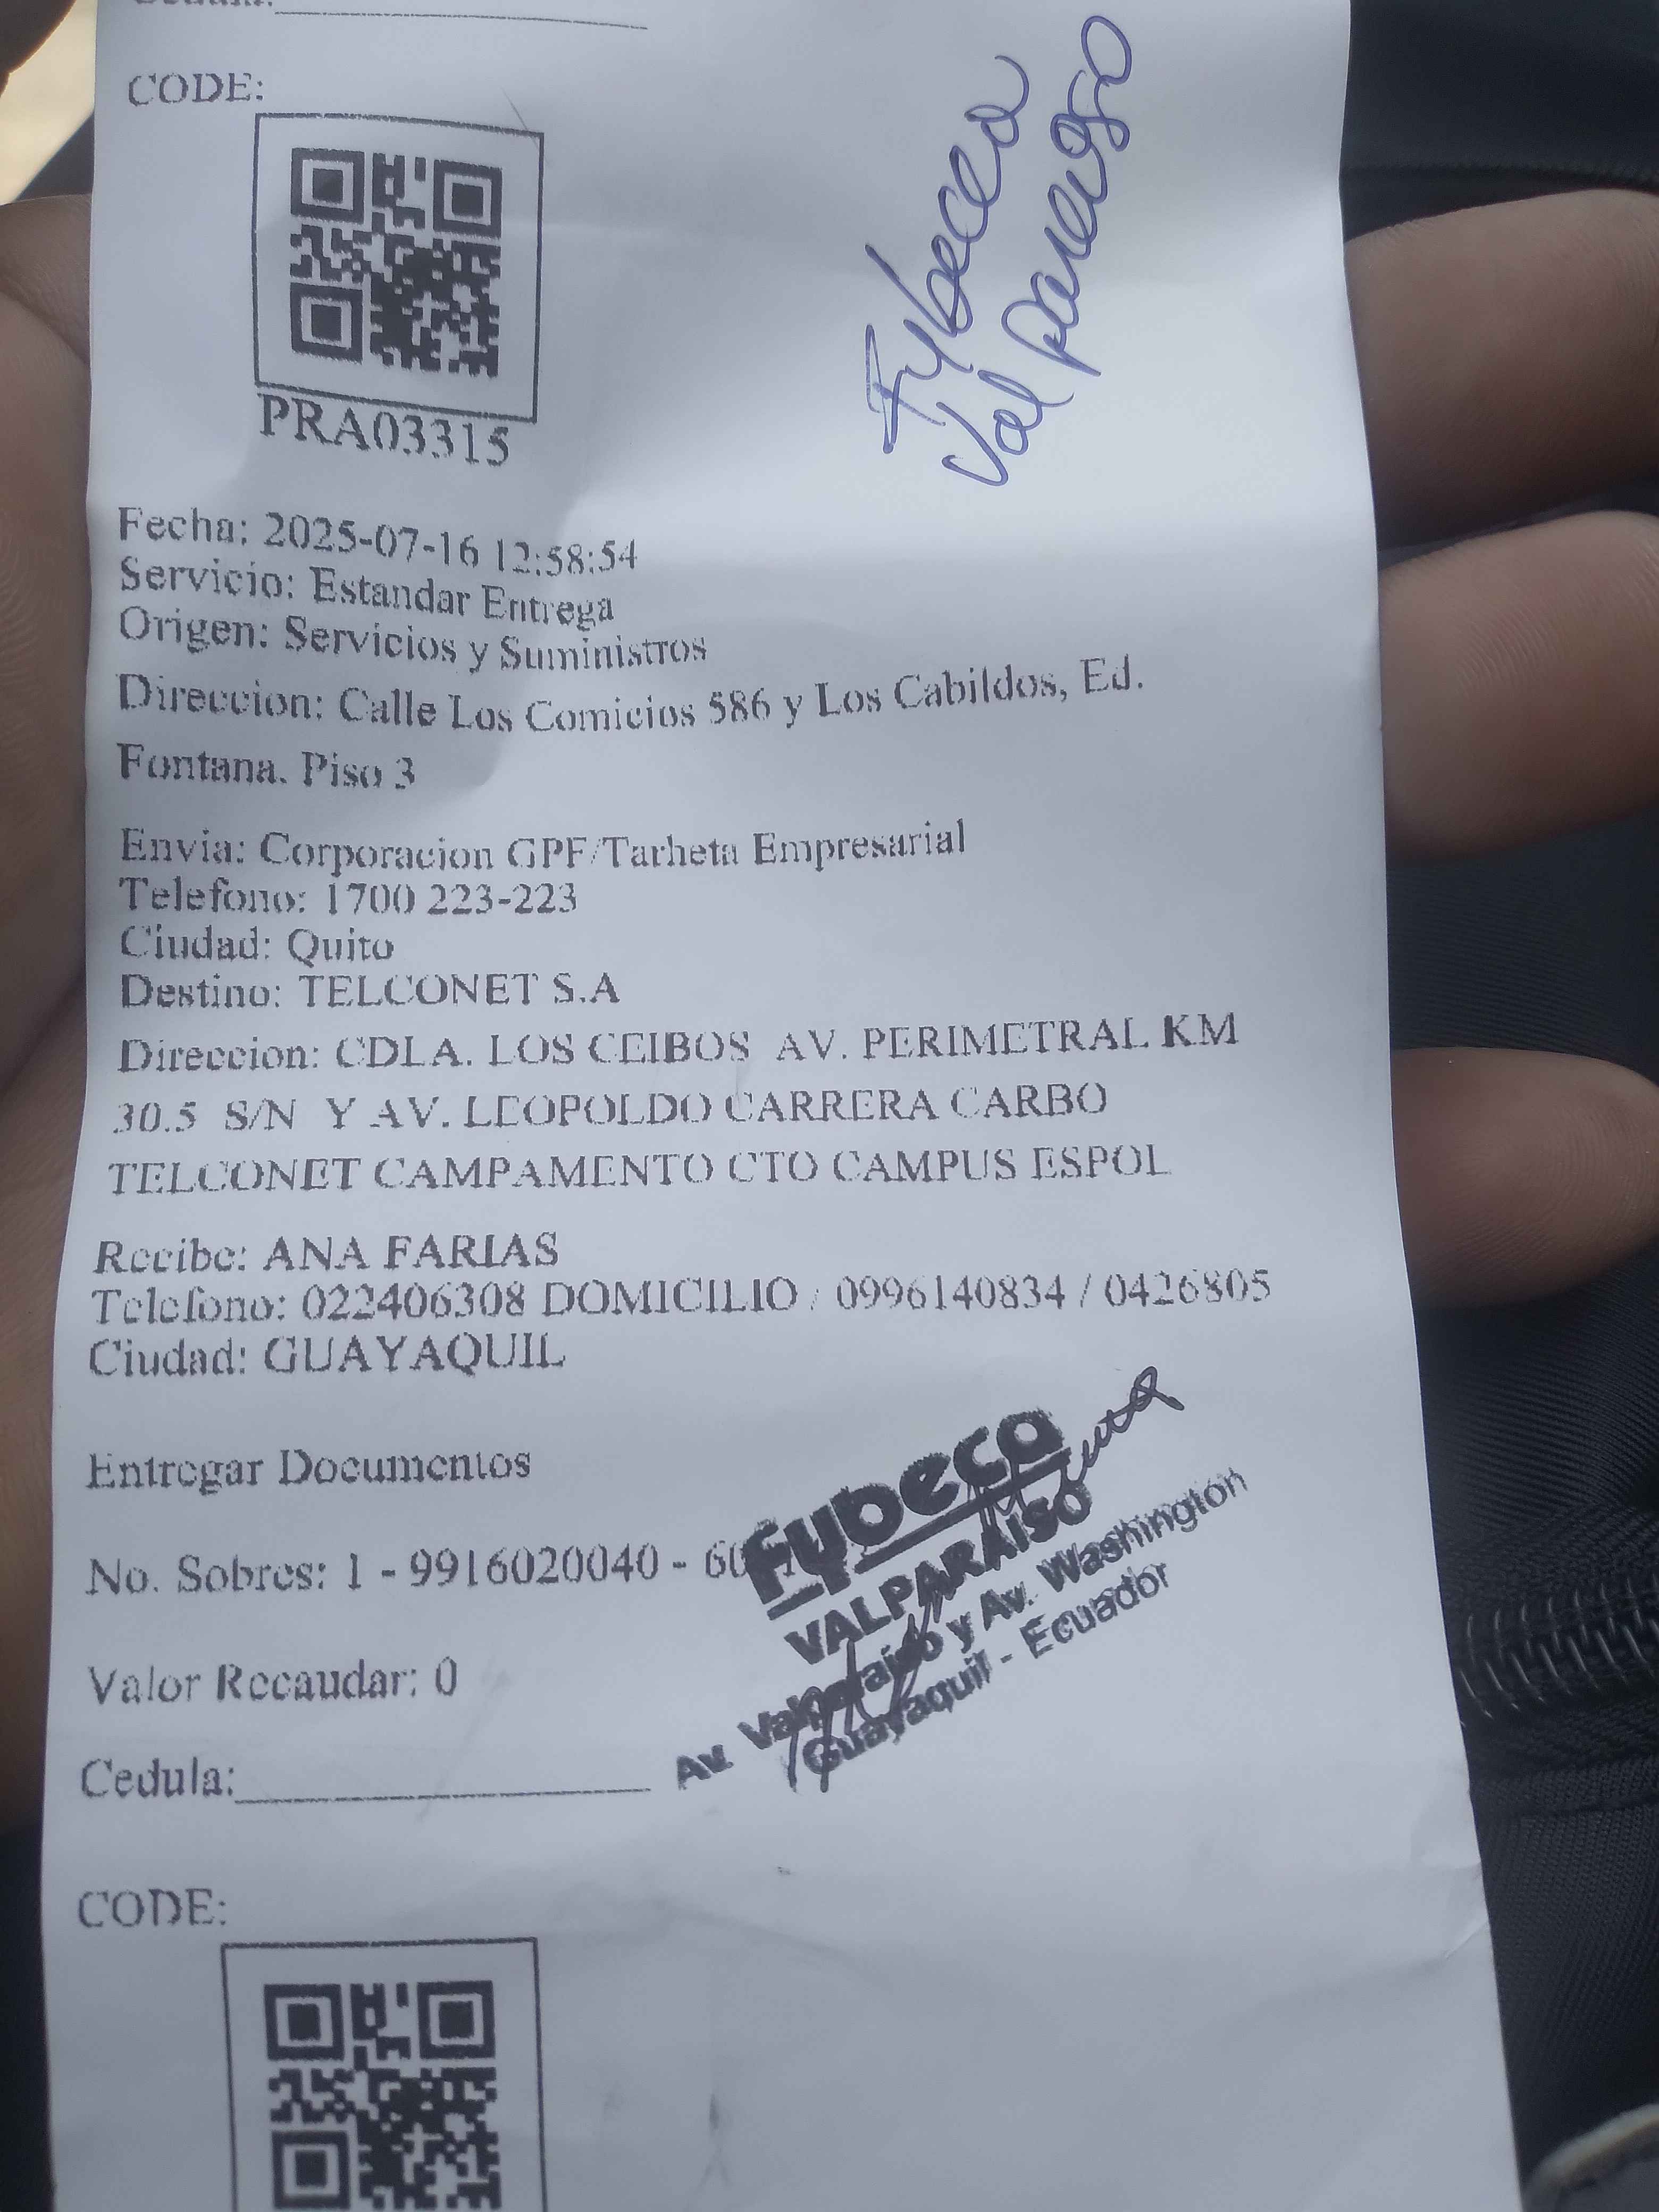 CODE:
PRA03315
Fybeca
Valparaiso
Fecha: 2025-07-16 12:58:54
Servicio: Estandar Entrega
Origen: Servicios y Suministros
Direccion: Calle Los Comicios 586 y Los Cabildos, Ed.
Fontana. Piso 3
Envia: Corporacion GPF/Tarheta Empresarial
Telefono: 1700 223-223
Ciudad: Quito
Destino: TELCONET S.A
Direccion: CDLA. LOS CEIBOS AV. PERIMETRAL KM
30.5 S/N Y AV. LEOPOLDO CARRERA CARBO
TELCONET CAMPAMENTO CTO CAMPUS ESPOL
Recibe: ANA FARIAS
Telefono: 022406308 DOMICILIO / 0996140834 / 0426805
Ciudad: GUAYAQUIL
Entregar Documentos
No. Sobres: 1 - 9916020040 - 60
Fybeca
VALPARAISO
Av. Valparaíso y Av. Washington
Guayaquil - Ecuador
Valor Recaudar: 0
Cedula:
CODE: